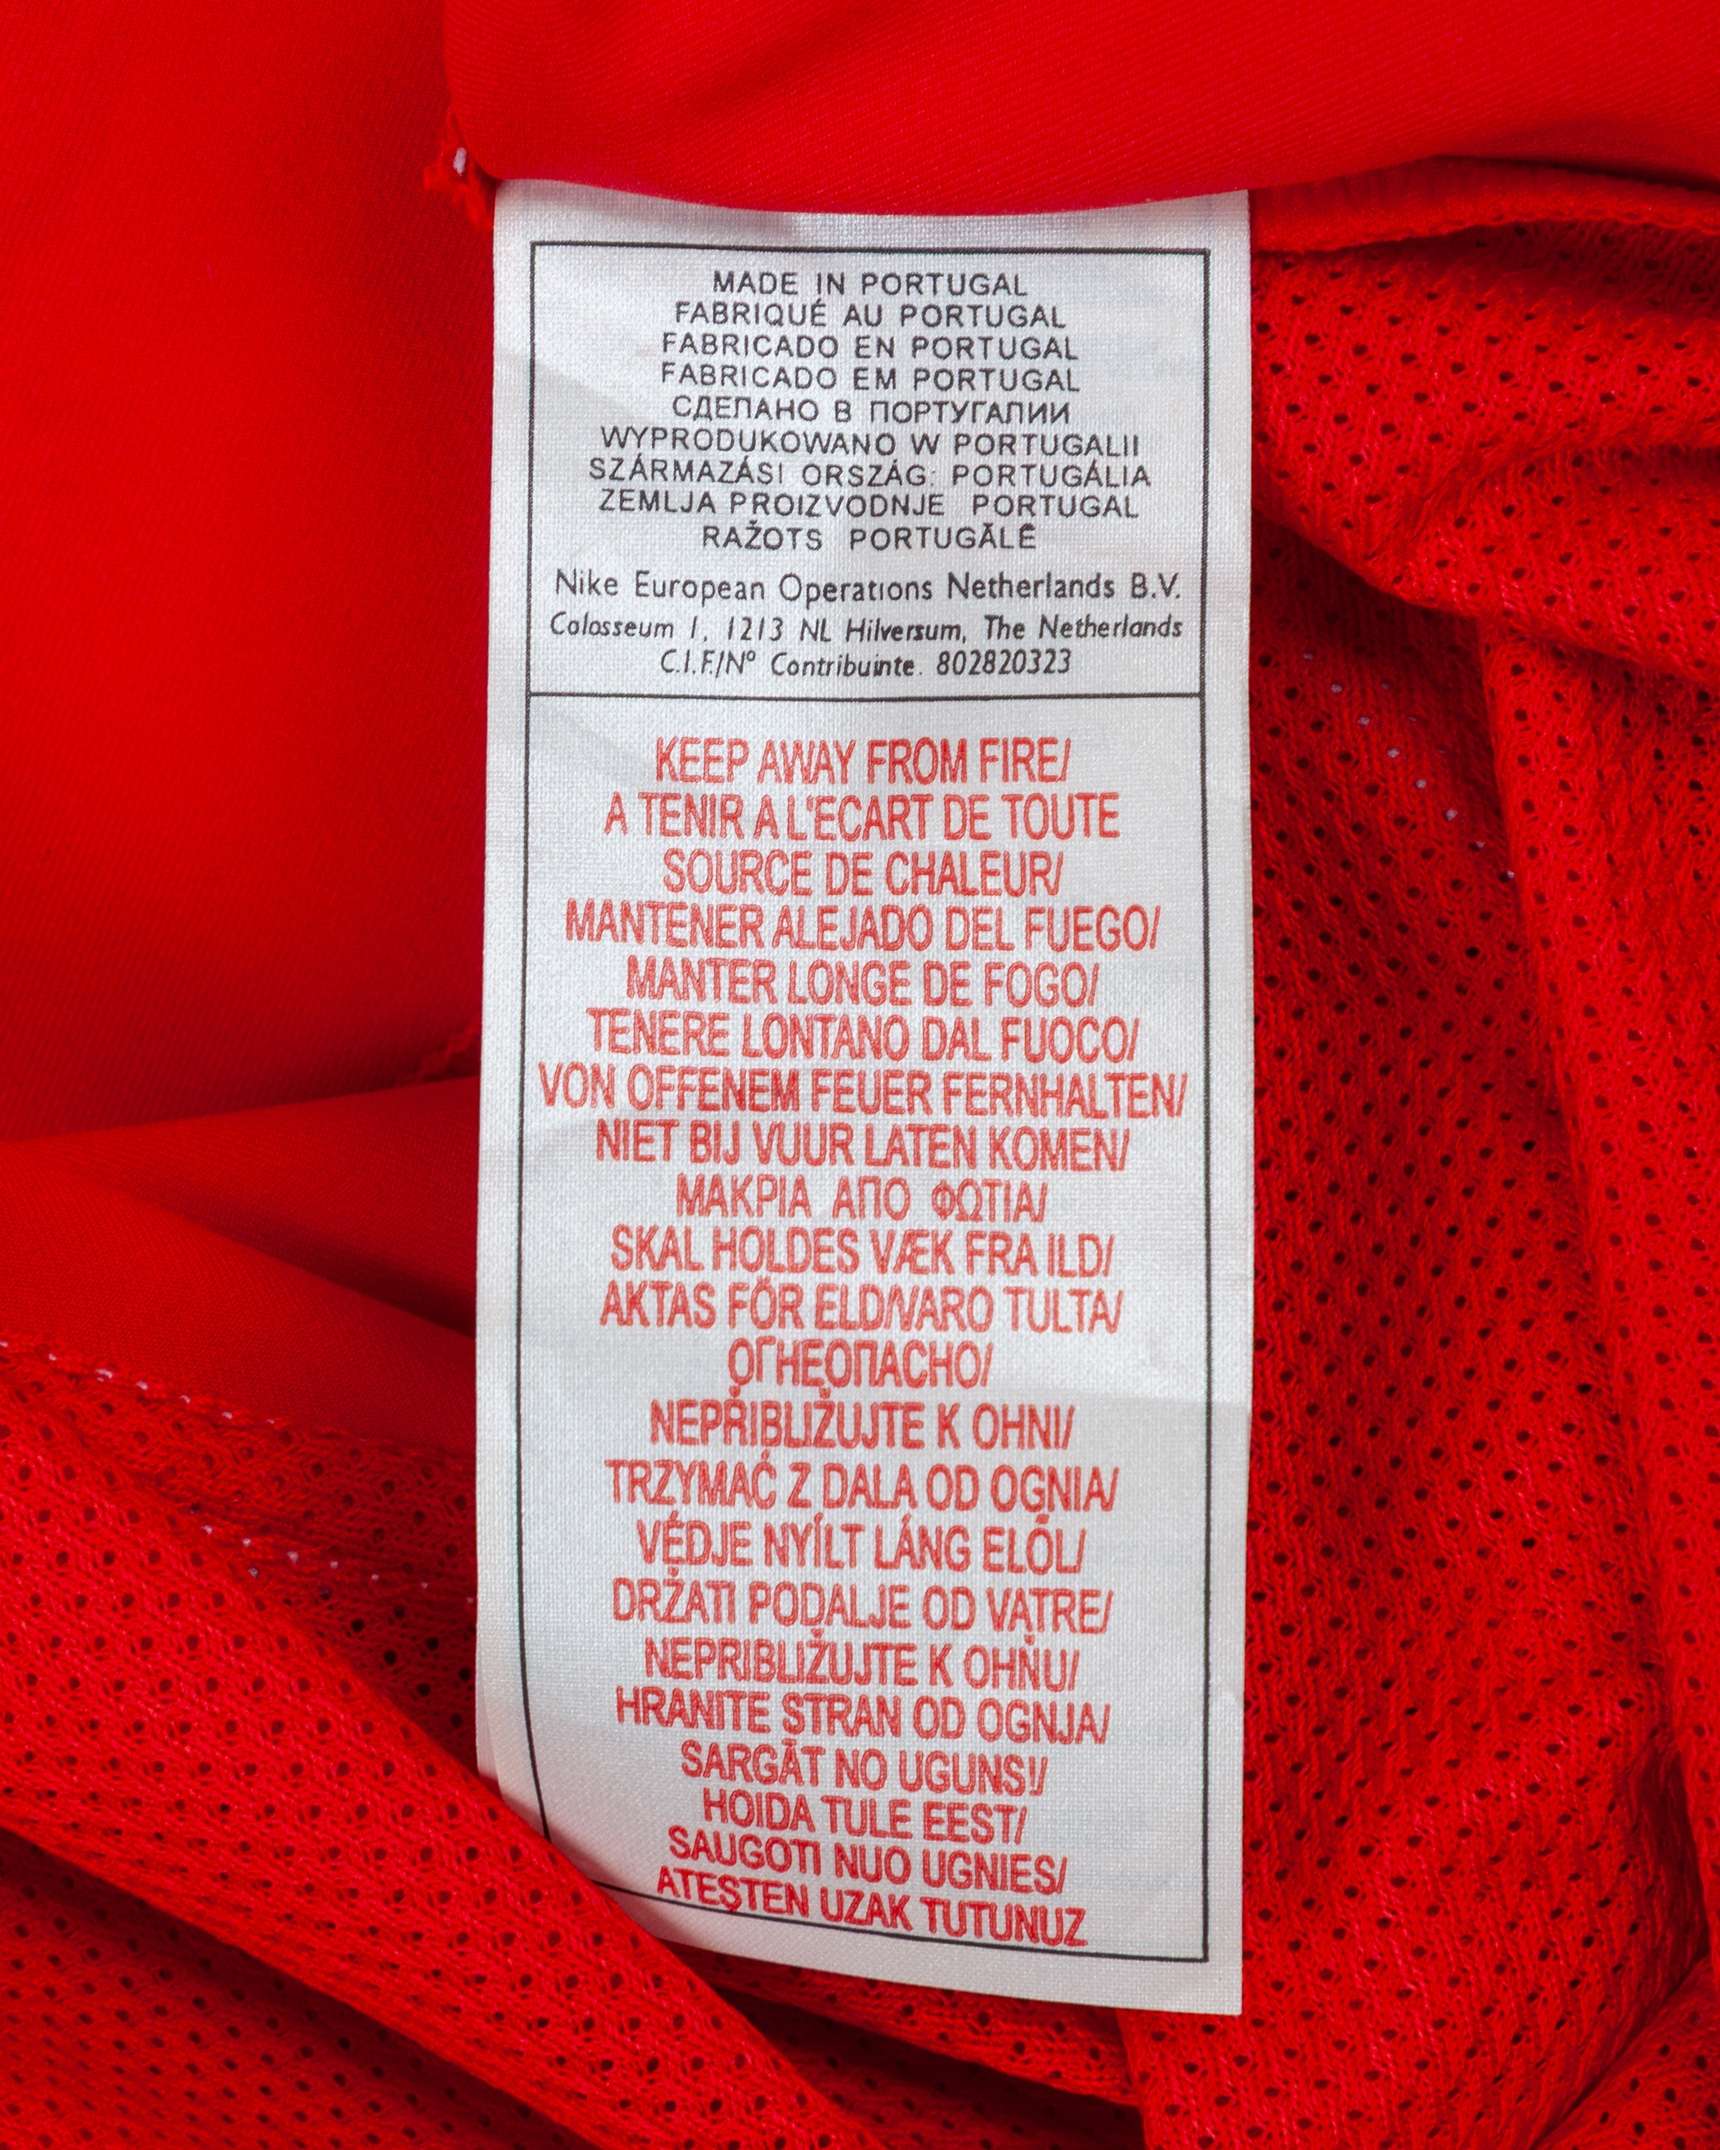 MADE IN PORTUGAL
FABRIQUÉ AU PORTUGAL
FABRICADO EN PORTUGAL
FABRICADO EM PORTUGAL
СДЕПАНО В ПОРТУГАПИИ
WYPRODUKOWANO W PORTUGALII
SZÁRMAZÁSI ORSZÁG: PORTUGÁLIA
ZEMLJA PROIZVODNJE PORTUGAL
RAŽOTS PORTUGĀLĒ
Nike European Operations Netherlands B.V.
Colosseum 1, 1213 NL Hilversum, The Netherlands
C.I.F./Nº Contribuinte. 802820323
KEEP AWAY FROM FIRE/
A TENIR A L'ECART DE TOUTE
SOURCE DE CHALEUR/
MANTENER ALEJADO DEL FUEGO/
MANTER LONGE DE FOGO/
TENERE LONTANO DAL FUOCO/
VON OFFENEM FEUER FERNHALTEN/
NIET BIJ VUUR LATEN KOMEN/
ΜΑΚΡΙΑ ΑΠΟ ΦΩΤΙΑ/
SKAL HOLDES VÆK FRA ILD/
AKTAS FÖR ELD/VARO TULTA/
ОГНЕОПАСНО/
NEPŘIBLIŽUJTE K OHNI/
TRZYMAĆ Z DALA OD OGNIA/
VÉDJE NYÍLT LÁNG ELŐL/
DRŽATI PODALJE OD VATRE/
NEPRIBLIŽUJTE K OHŇU/
HRANITE STRAN OD OGNJA/
SARGĀT NO UGUNS!/
HOIDA TULE EEST/
SAUGOTI NUO UGNIES/
ATEŞTEN UZAK TUTUNUZ